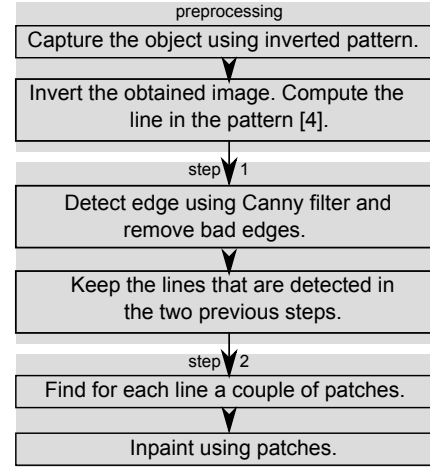 preprocessing
Capture the object using inverted pattern.
Invert the obtained image. Compute the
line in the pattern [4].
step 1
Detect edge using Canny filter and
remove bad edges.
Keep the lines that are detected in
the two previous steps.
step 2
Find for each line a couple of patches.
Inpaint using patches.